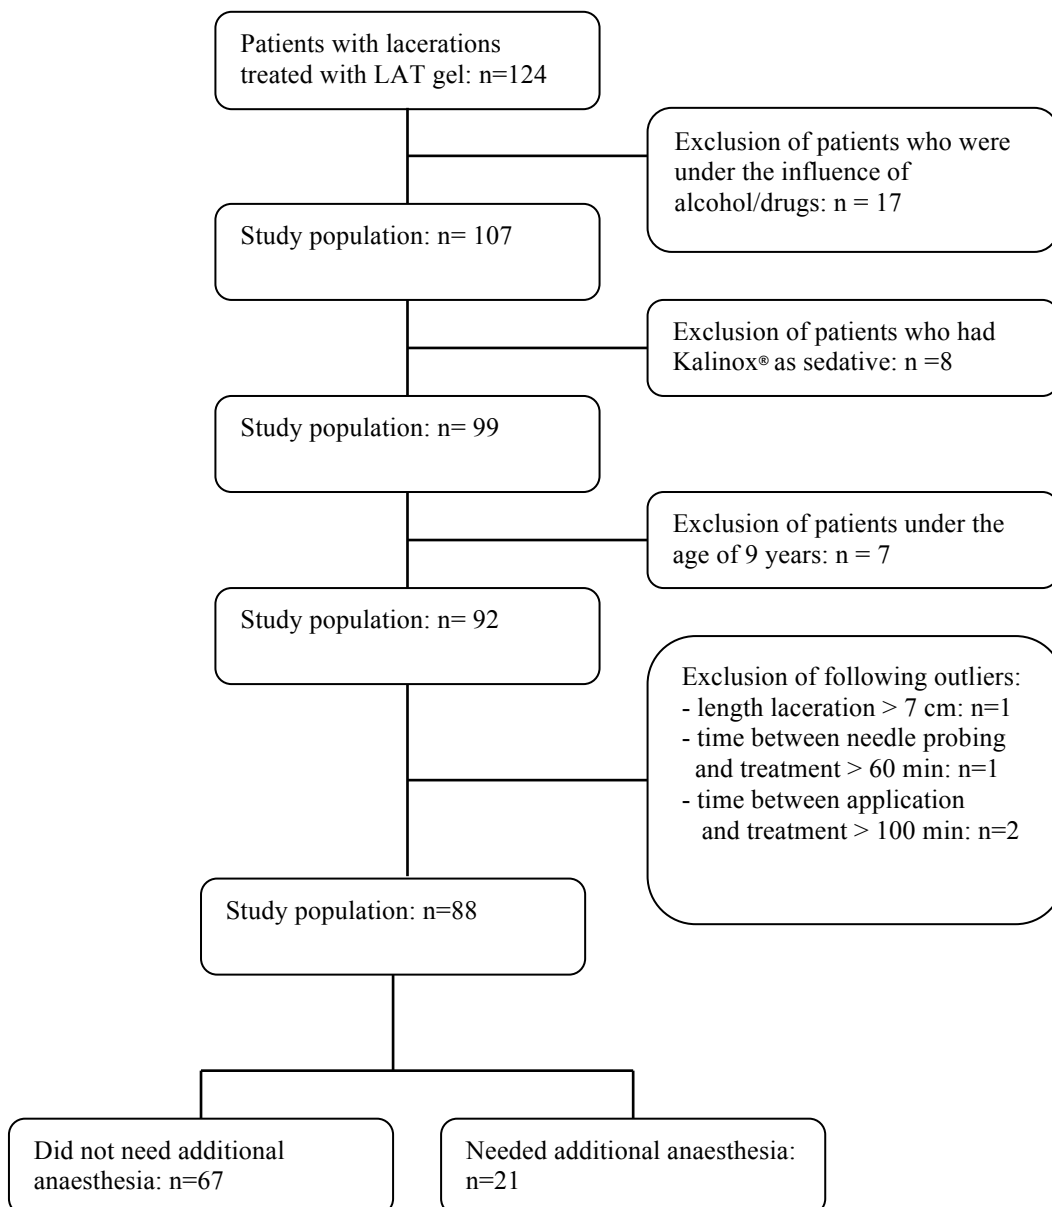 Patients with lacerations
treated with LAT gel: n=124
Exclusion of patients who were
under the influence of
alcohol/drugs: n = 17
Study population: n= 107
Exclusion of patients who had
Kalinox® as sedative: n =8
Study population: n= 99
Exclusion of patients under the
age of 9 years: n = 7
Study population: n= 92
Exclusion of following outliers:
- length laceration > 7 cm: n=1
- time between needle probing
and treatment > 60 min: n=1
- time between application
and treatment > 100 min: n=2
Study population: n=88
Did not need additional
anaesthesia: n=67
Needed additional anaesthesia:
n=21